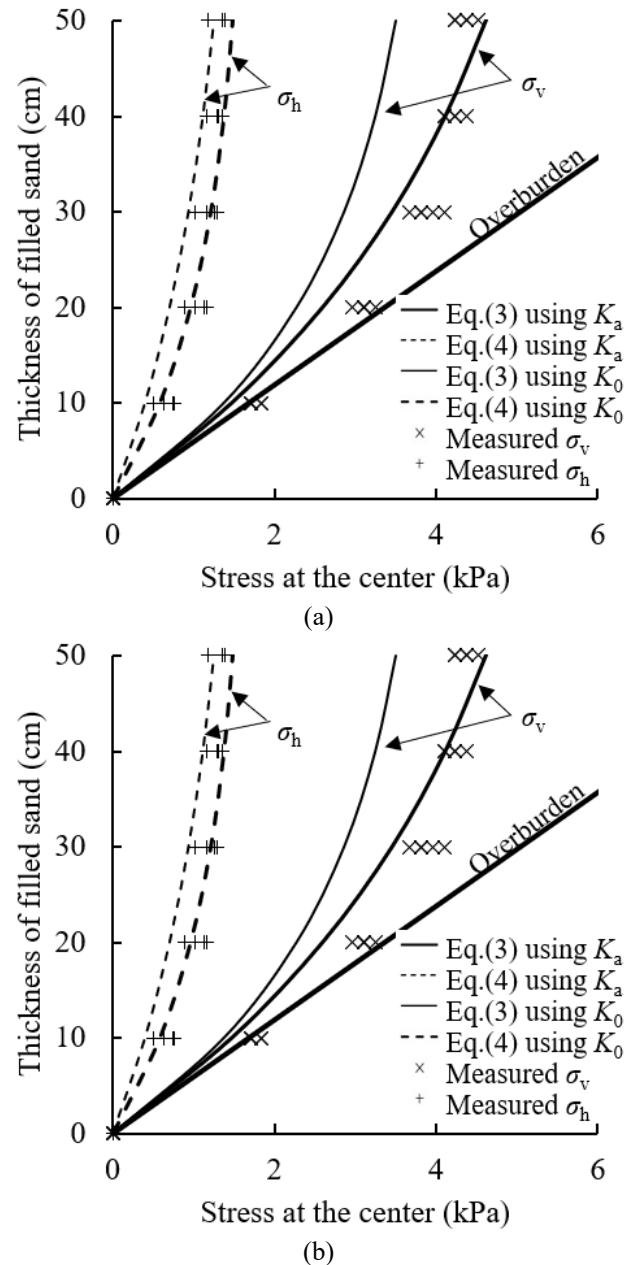 50
40
30
20
10
0
Thickness of filled sand (cm)
σh
σv
Overburden
Eq.(3) using Ka
Eq.(4) using Ka
Eq.(3) using K0
Eq.(4) using K0
× Measured σv
+ Measured σh
0 2 4 6
Stress at the center (kPa)
(a)
50
40
30
20
10
0
Thickness of filled sand (cm)
σh
σv
Overburden
Eq.(3) using Ka
Eq.(4) using Ka
Eq.(3) using K0
Eq.(4) using K0
× Measured σv
+ Measured σh
0 2 4 6
Stress at the center (kPa)
(b)